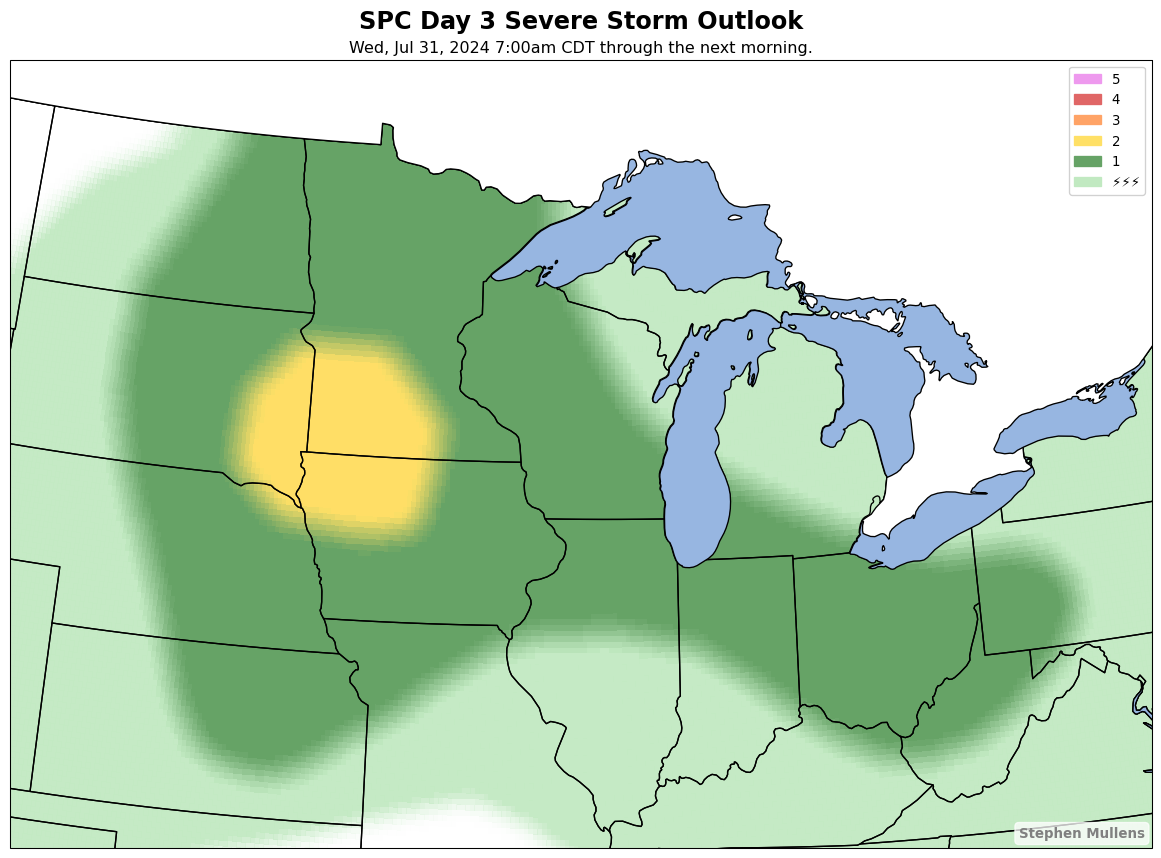 SPC Day 3 Severe Storm Outlook
Wed, Jul 31, 2024 7:00am CDT through the next morning.
5
4
3
2
1
⚡⚡⚡
Stephen Mullens